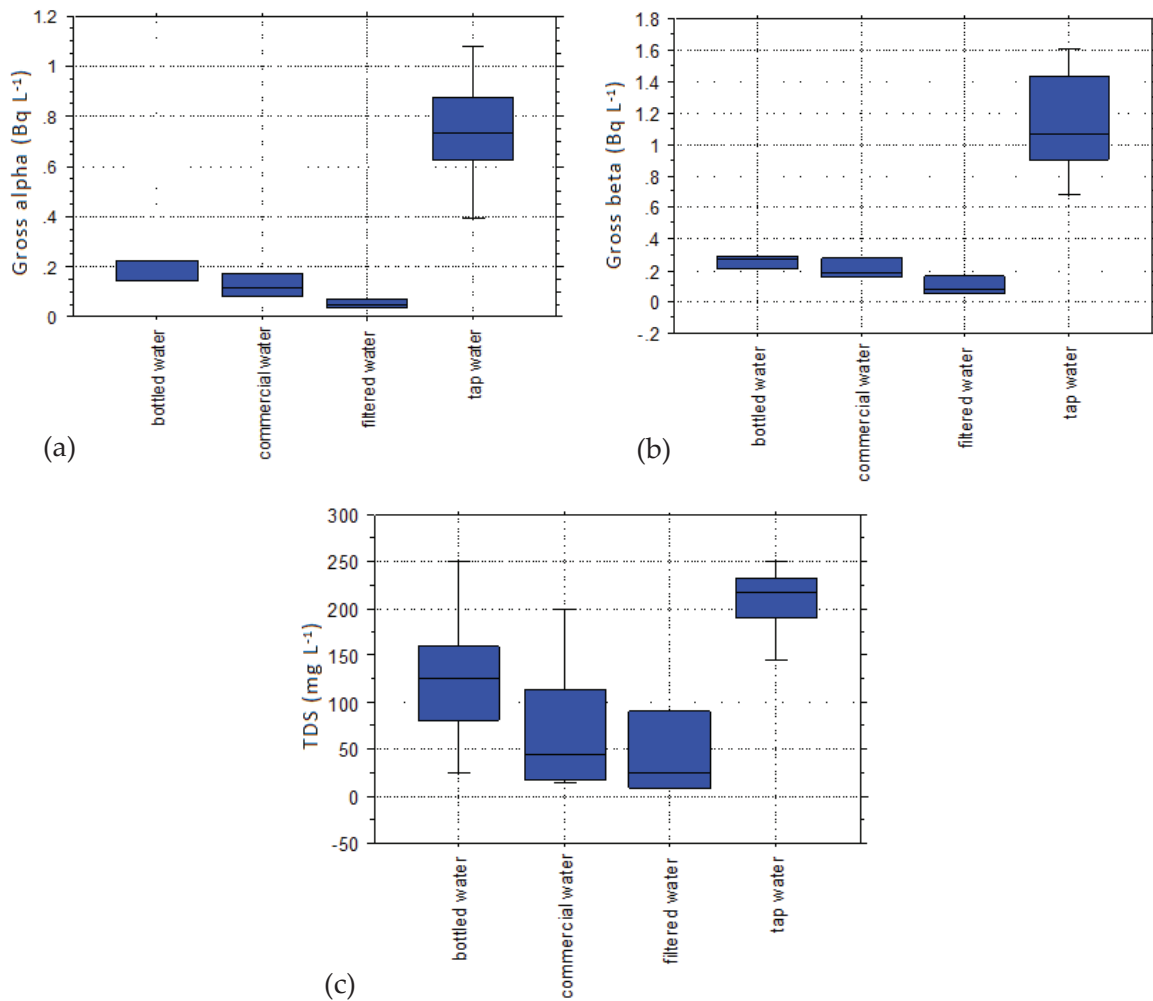 Gross alpha (Bq L⁻¹)
1.2
1
.8
.6
.4
.2
0
bottled water
commercial water
filtered water
tap water
(a)
Gross beta (Bq L⁻¹)
1.8
1.6
1.4
1.2
1
.8
.6
.4
.2
0
-.2
bottled water
commercial water
filtered water
tap water
(b)
TDS (mg L⁻¹)
300
250
200
150
100
50
0
-50
bottled water
commercial water
filtered water
tap water
(c)